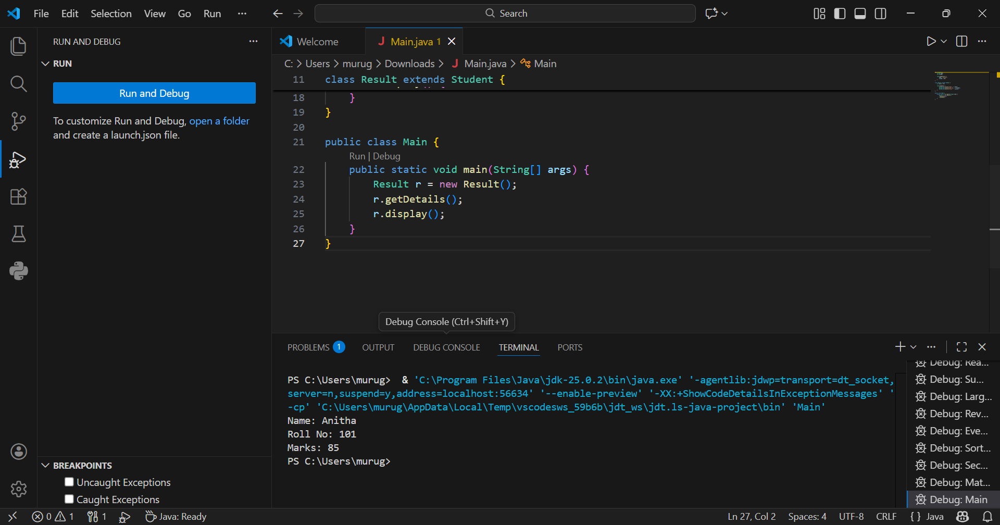 File Edit Selection View Go Run ··· Search
RUN AND DEBUG ···
RUN
Run and Debug
To customize Run and Debug, open a folder
and create a launch.json file.
BREAKPOINTS
Uncaught Exceptions
Caught Exceptions
Welcome Main.java 1
C: > Users > murug > Downloads > J Main.java > Main
11 class Result extends Student {
18 }
19 }
20
21 public class Main {
Run | Debug
22 public static void main(String[] args) {
23 Result r = new Result();
24 r.getDetails();
25 r.display();
26 }
27 }
Debug Console (Ctrl+Shift+Y)
PROBLEMS 1 OUTPUT DEBUG CONSOLE TERMINAL PORTS
PS C:\Users\murug>  & 'C:\Program Files\Java\jdk-25.0.2\bin\java.exe' '-agentlib:jdwp=transport=dt_socket,
server=n,suspend=y,address=localhost:56634' '--enable-preview' '-XX:+ShowCodeDetailsInExceptionMessages' '
-cp' 'C:\Users\murug\AppData\Local\Temp\vscodesws_59b6b\jdt_ws\jdt.ls-java-project\bin' 'Main'
Name: Anitha
Roll No: 101
Marks: 85
PS C:\Users\murug>
Debug: Rea...
Debug: Su...
Debug: Larg...
Debug: Rev...
Debug: Eve...
Debug: Sort...
Debug: Sec...
Debug: Mat...
Debug: Main
0 1 1 Java: Ready Ln 27, Col 2 Spaces: 4 UTF-8 CRLF {} Java